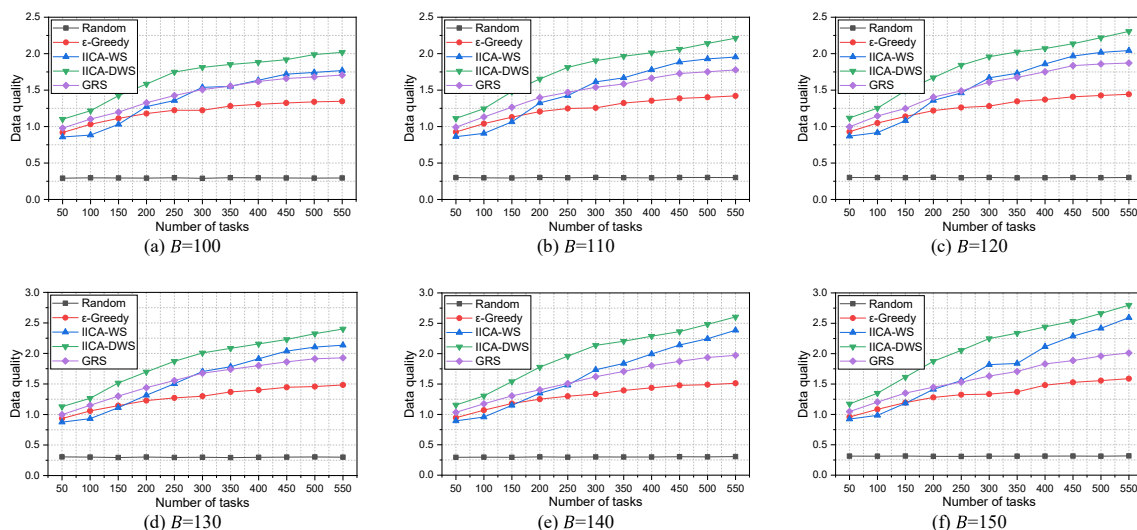 2.5
2.0
1.5
1.0
0.5
0.0
Data quality
Random
ε-Greedy
IICA-WS
IICA-DWS
GRS
50 100 150 200 250 300 350 400 450 500 550
Number of tasks
(a) B=100
2.5
2.0
1.5
1.0
0.5
0.0
Data quality
Random
ε-Greedy
IICA-WS
IICA-DWS
GRS
50 100 150 200 250 300 350 400 450 500 550
Number of tasks
(b) B=110
2.5
2.0
1.5
1.0
0.5
0.0
Data quality
Random
ε-Greedy
IICA-WS
IICA-DWS
GRS
50 100 150 200 250 300 350 400 450 500 550
Number of tasks
(c) B=120
3.0
2.5
2.0
1.5
1.0
0.5
0.0
Data quality
Random
ε-Greedy
IICA-WS
IICA-DWS
GRS
50 100 150 200 250 300 350 400 450 500 550
Number of tasks
(d) B=130
3.0
2.5
2.0
1.5
1.0
0.5
0.0
Data quality
Random
ε-Greedy
IICA-WS
IICA-DWS
GRS
50 100 150 200 250 300 350 400 450 500 550
Number of tasks
(e) B=140
3.0
2.5
2.0
1.5
1.0
0.5
0.0
Data quality
Random
ε-Greedy
IICA-WS
IICA-DWS
GRS
50 100 150 200 250 300 350 400 450 500 550
Number of tasks
(f) B=150